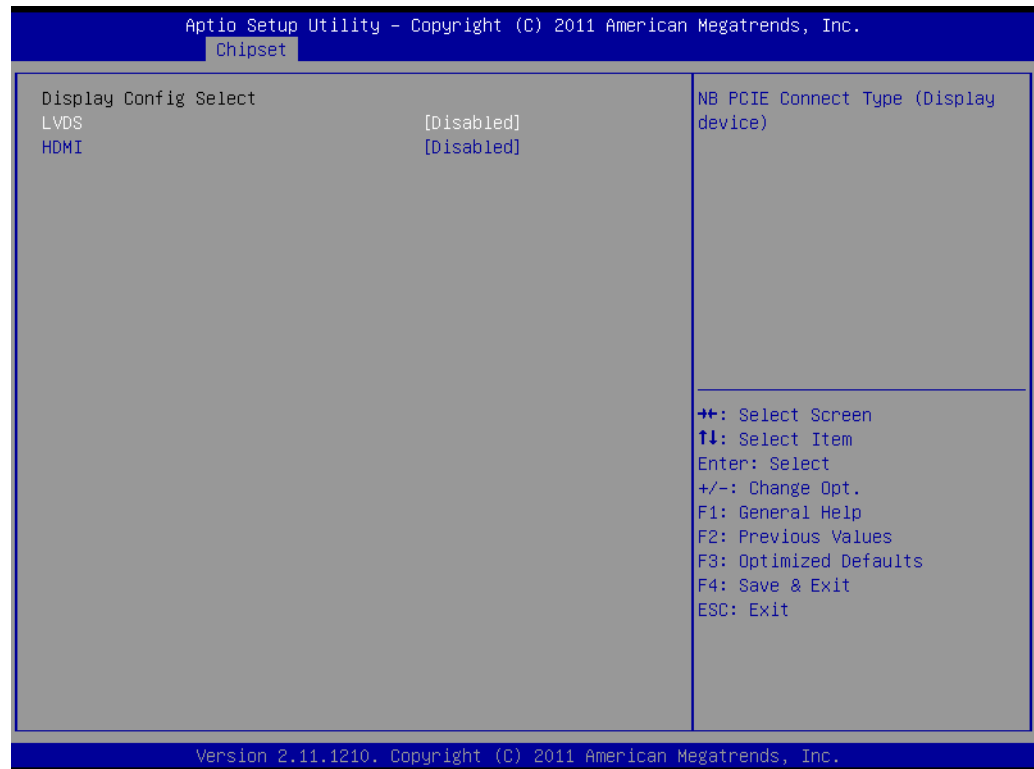 Aptio Setup Utility – Copyright (C) 2011 American Megatrends, Inc.
Chipset
Display Config Select
LVDS [Disabled]
HDMI [Disabled]
NB PCIE Connect Type (Display
device)
→←: Select Screen
↑↓: Select Item
Enter: Select
+/-: Change Opt.
F1: General Help
F2: Previous Values
F3: Optimized Defaults
F4: Save & Exit
ESC: Exit
Version 2.11.1210. Copyright (C) 2011 American Megatrends, Inc.